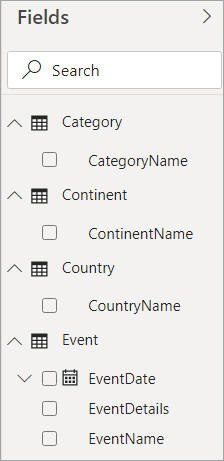 Fields
Search
Category
CategoryName
Continent
ContinentName
Country
CountryName
Event
EventDate
EventDetails
EventName